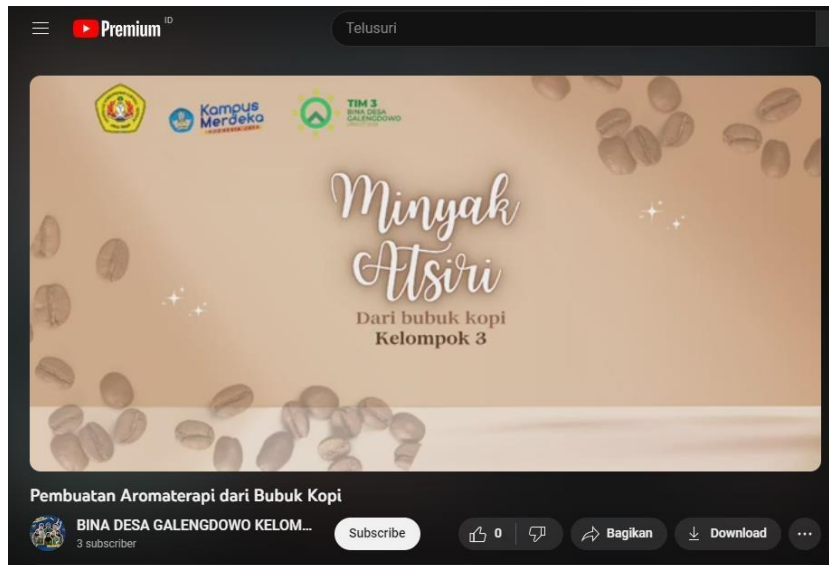 Premium ID
Telusuri
Kampus
Merdeka
TIM 3
BINA DESA
GALENGDOWO
Minyak
Atsiri
Dari bubuk kopi
Kelompok 3
Pembuatan Aromaterapi dari Bubuk Kopi
BINA DESA GALENGDOWO KELOM...
3 subscriber
Subscribe
0
Bagikan
Download